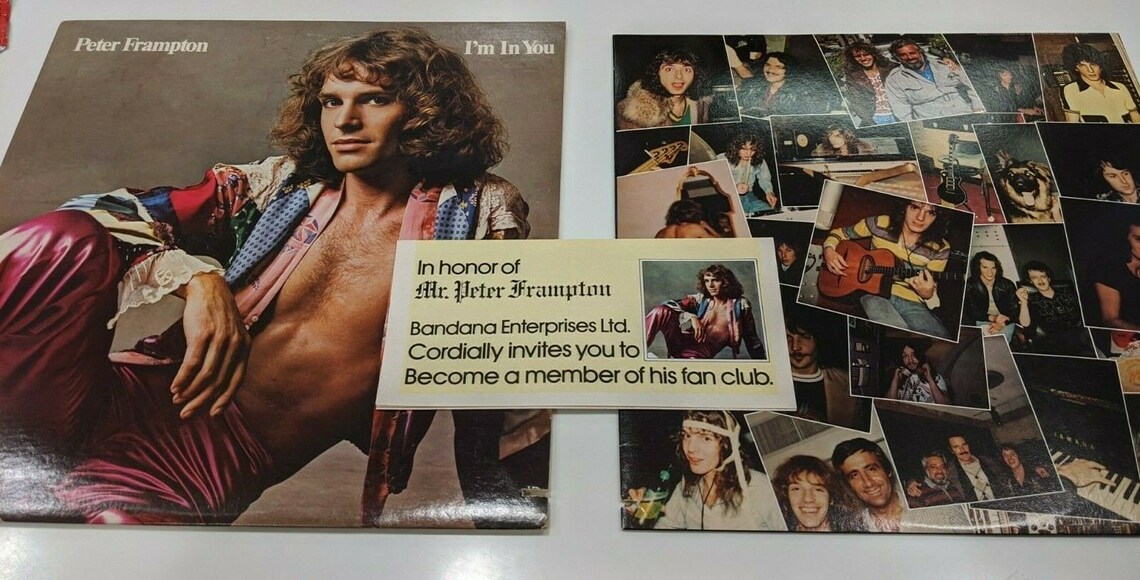 Peter Frampton
I'm In You
In honor of
Mr. Peter Frampton
Bandana Enterprises Ltd.
Cordially invites you to
Become a member of his fan club.
YAMAHA